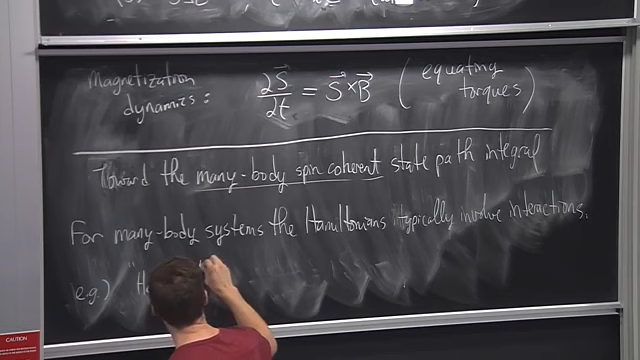 Magnetization dynamics: ∂S⃗/∂t = S⃗ × B⃗ (equating torques)
Toward the many-body spin coherent state path integral
For many-body systems the Hamiltonians typically involve interactions.
e.g.)
CAUTION